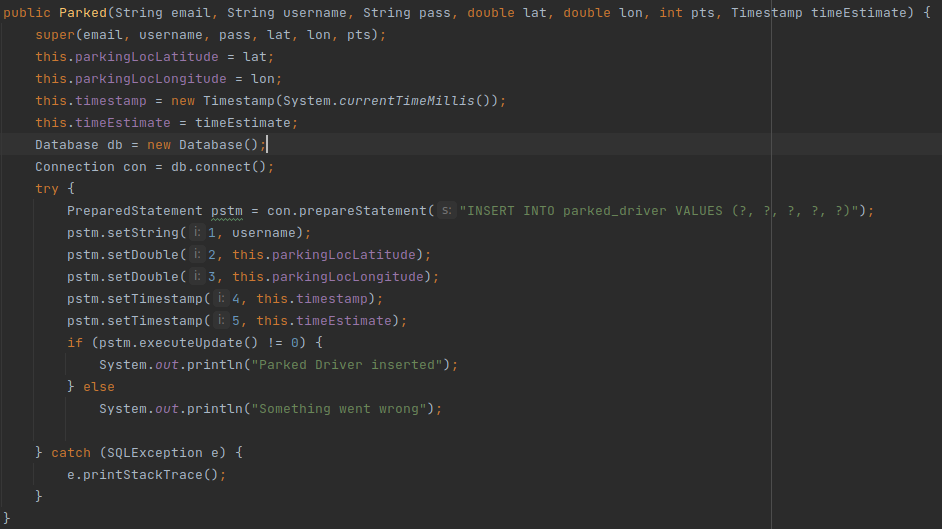 public Parked(String email, String username, String pass, double lat, double lon, int pts, Timestamp timeEstimate) {
super(email, username, pass, lat, lon, pts);
this.parkingLocLatitude = lat;
this.parkingLocLongitude = lon;
this.timestamp = new Timestamp(System.currentTimeMillis());
this.timeEstimate = timeEstimate;
Database db = new Database();
Connection con = db.connect();
try {
PreparedStatement pstm = con.prepareStatement( s: "INSERT INTO parked_driver VALUES (?, ?, ?, ?, ?)");
pstm.setString( i: 1, username);
pstm.setDouble( i: 2, this.parkingLocLatitude);
pstm.setDouble( i: 3, this.parkingLocLongitude);
pstm.setTimestamp( i: 4, this.timestamp);
pstm.setTimestamp( i: 5, this.timeEstimate);
if (pstm.executeUpdate() != 0) {
System.out.println("Parked Driver inserted");
} else
System.out.println("Something went wrong");
} catch (SQLException e) {
e.printStackTrace();
}
}